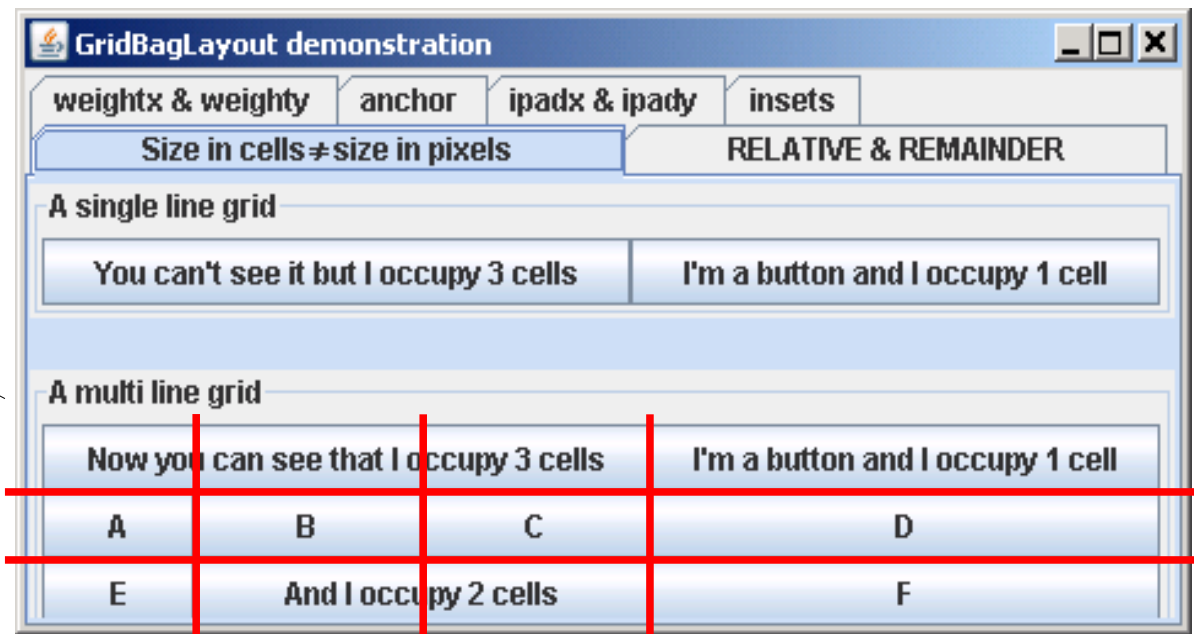 GridBagLayout demonstration
weightx & weighty anchor ipadx & ipady insets
Size in cells≠size in pixels RELATIVE & REMAINDER
A single line grid
You can't see it but I occupy 3 cells I'm a button and I occupy 1 cell
A multi line grid
Now you can see that I occupy 3 cells I'm a button and I occupy 1 cell
A B C D
E And I occupy 2 cells F